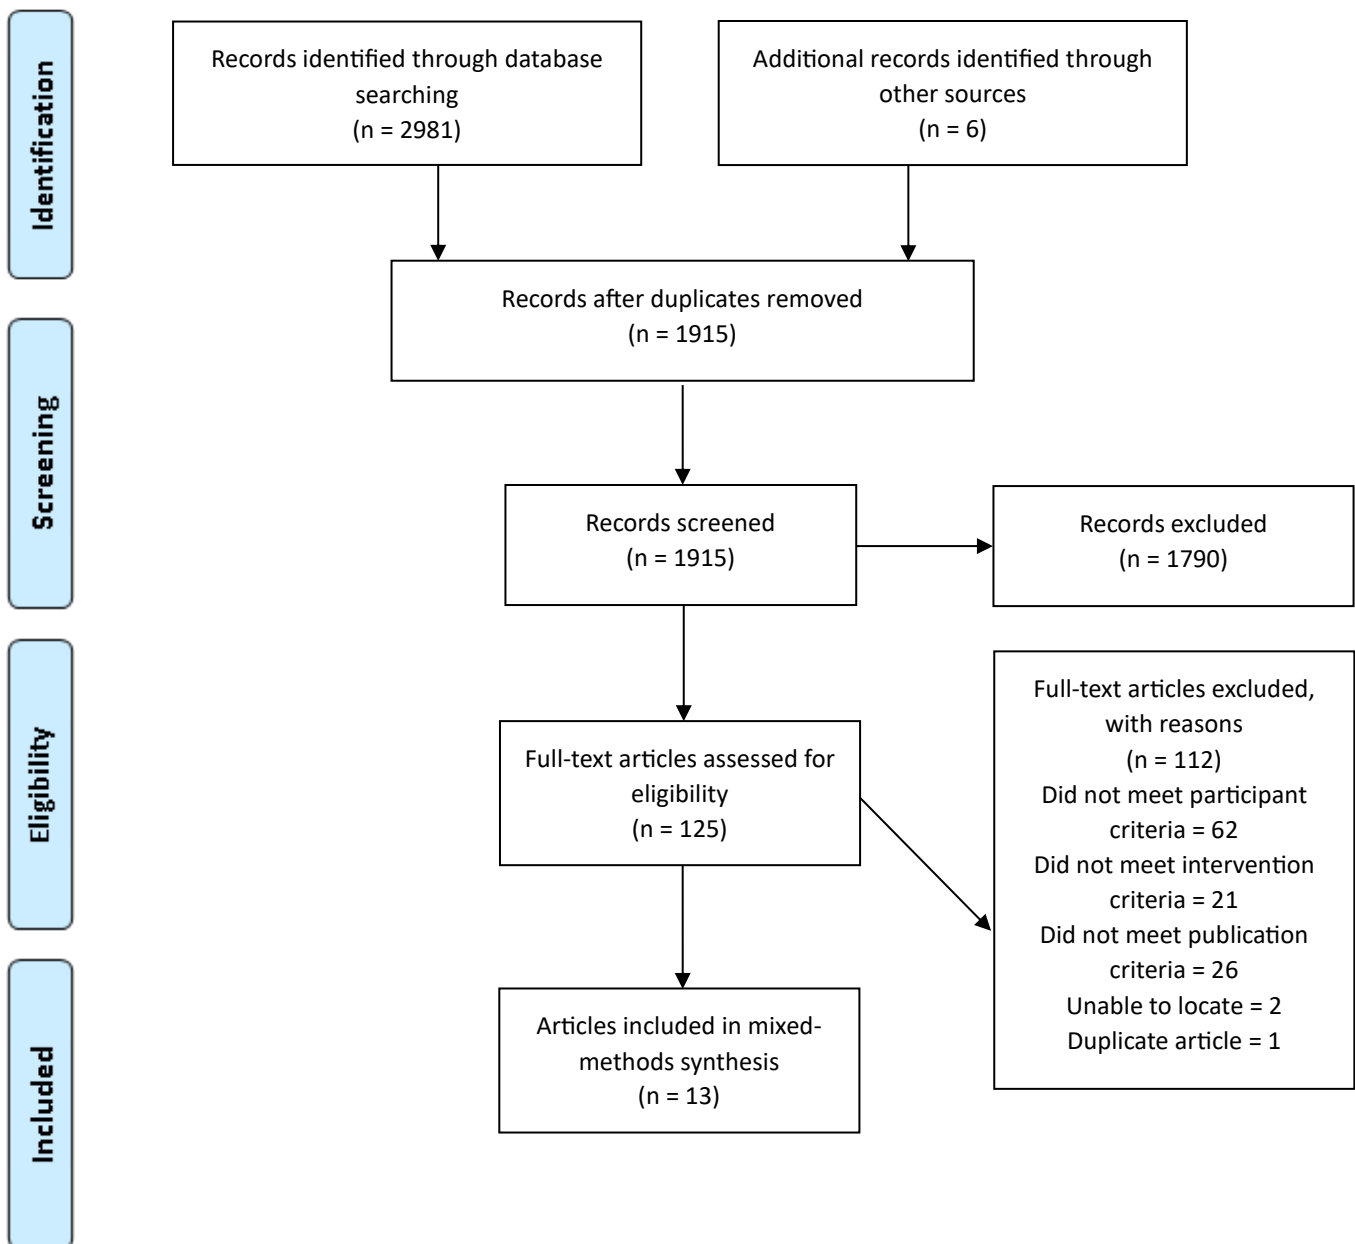 Identification
Records identified through database
searching
(n = 2981)
Additional records identified through
other sources
(n = 6)
Records after duplicates removed
(n = 1915)
Screening
Records screened
(n = 1915)
Records excluded
(n = 1790)
Eligibility
Full-text articles assessed for
eligibility
(n = 125)
Full-text articles excluded,
with reasons
(n = 112)
Did not meet participant
criteria = 62
Did not meet intervention
criteria = 21
Did not meet publication
criteria = 26
Unable to locate = 2
Duplicate article = 1
Included
Articles included in mixed-
methods synthesis
(n = 13)